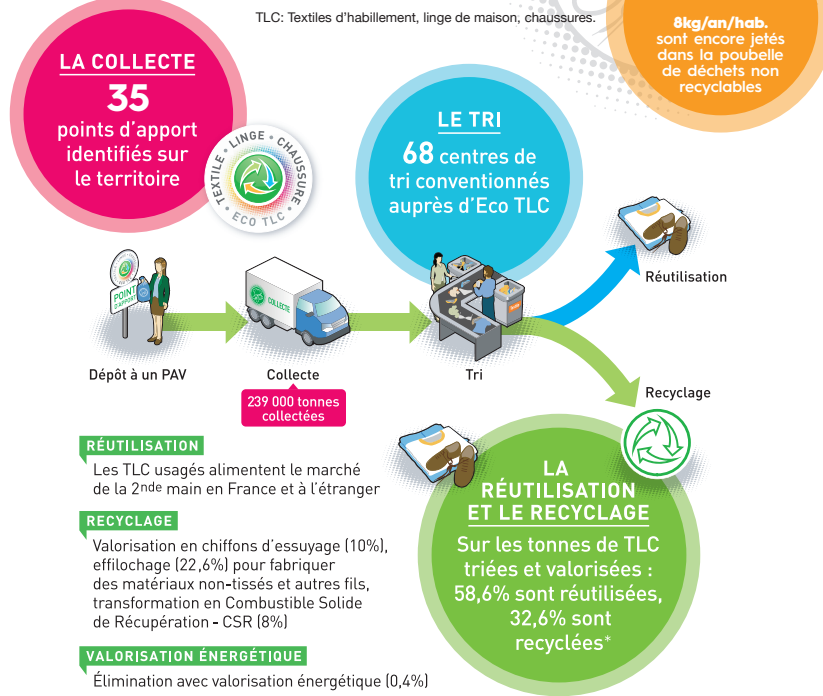 TLC: Textiles d'habillement, linge de maison, chaussures.
8kg/an/hab.
sont encore jetés
dans la poubelle
de déchets non
recyclables
LA COLLECTE
35
points d'apport
identifiés sur
le territoire
TEXTILE • LINGE • CHAUSSURE
• ECO TLC •
LE TRI
68 centres de
tri conventionnés
auprès d'Eco TLC
POINT
D'APPORT
COLLECTE
Réutilisation
Dépôt à un PAV
Collecte
Tri
239 000 tonnes
collectées
Recyclage
RÉUTILISATION
Les TLC usagés alimentent le marché
de la 2nde main en France et à l'étranger
RECYCLAGE
Valorisation en chiffons d'essuyage (10%),
effilochage (22,6%) pour fabriquer
des matériaux non-tissés et autres fils,
transformation en Combustible Solide
de Récupération - CSR (8%)
VALORISATION ÉNERGÉTIQUE
Élimination avec valorisation énergétique (0,4%)
LA
RÉUTILISATION
ET LE RECYCLAGE
Sur les tonnes de TLC
triées et valorisées :
58,6% sont réutilisées,
32,6% sont
recyclées*